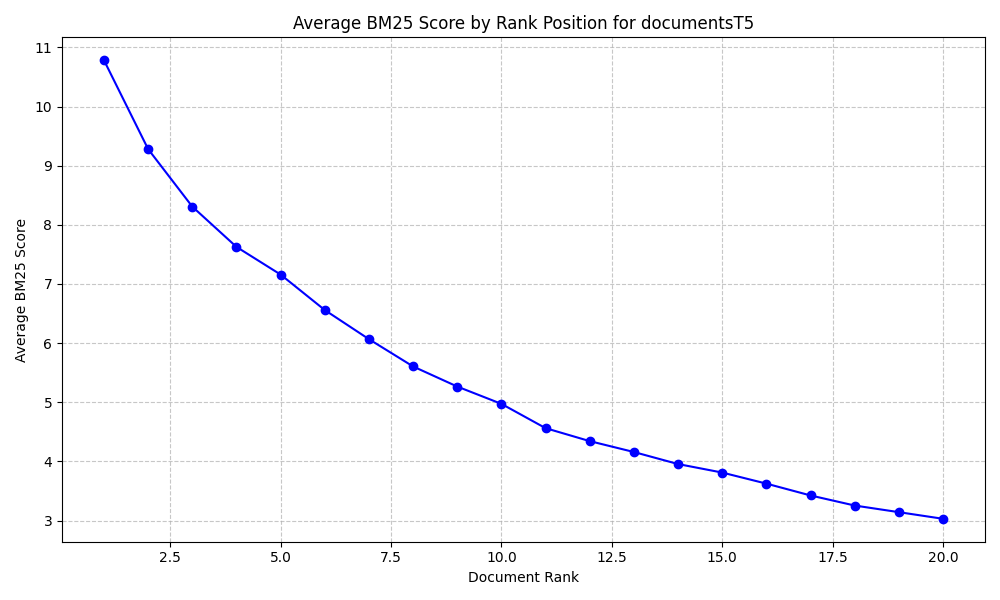 Average BM25 Score by Rank Position for documentsT5
11
10
9
8
7
6
5
4
3
Average BM25 Score
2.5 5.0 7.5 10.0 12.5 15.0 17.5 20.0
Document Rank